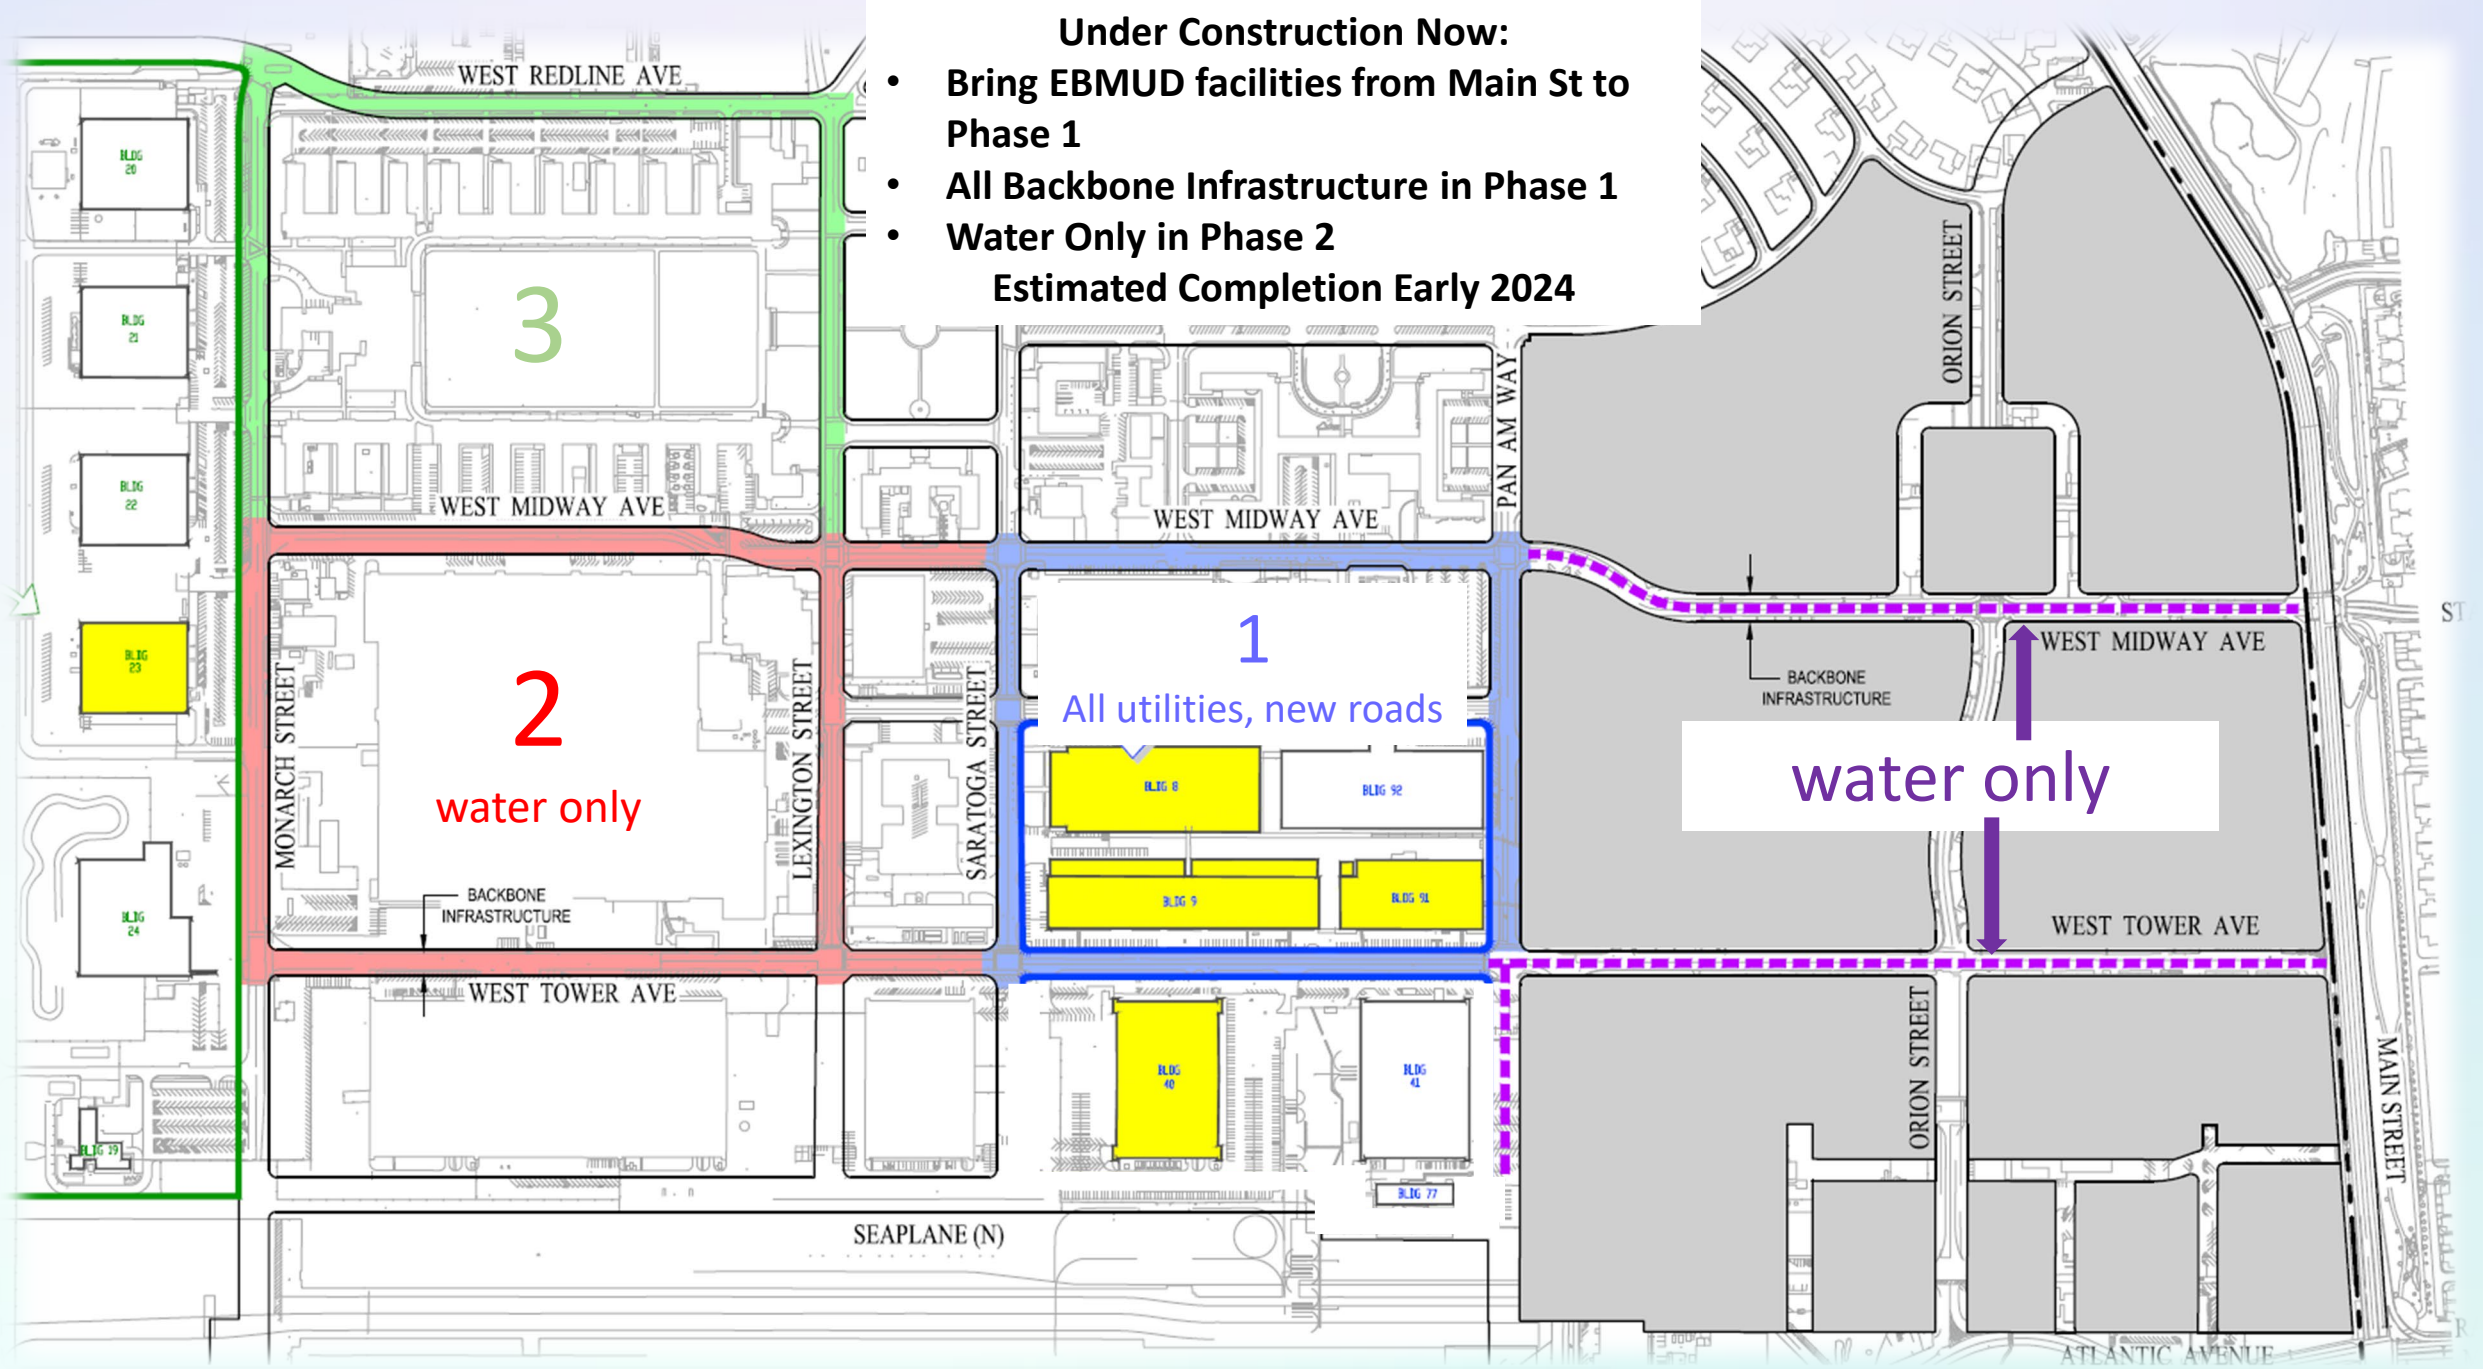 Under Construction Now:
• Bring EBMUD facilities from Main St to
Phase 1
• All Backbone Infrastructure in Phase 1
• Water Only in Phase 2
Estimated Completion Early 2024
WEST REDLINE AVE
BLDG
20
BLDG
21
3
ORION STREET
PAN AM WAY
BLDG
22
WEST MIDWAY AVE
WEST MIDWAY AVE
ST
1
All utilities, new roads
WEST MIDWAY AVE
BACKBONE
INFRASTRUCTURE
BLDG
23
MONARCH STREET
2
water only
LEXINGTON STREET
SARATOGA STREET
BLDG 8
BLDG 92
water only
BACKBONE
INFRASTRUCTURE
BLDG 9
BLDG 91
BLDG
24
WEST TOWER AVE
WEST TOWER AVE
ORION STREET
MAIN STREET
BLDG
40
BLDG
41
BLDG 19
BLDG 77
SEAPLANE (N)
R
ATLANTIC AVENUE